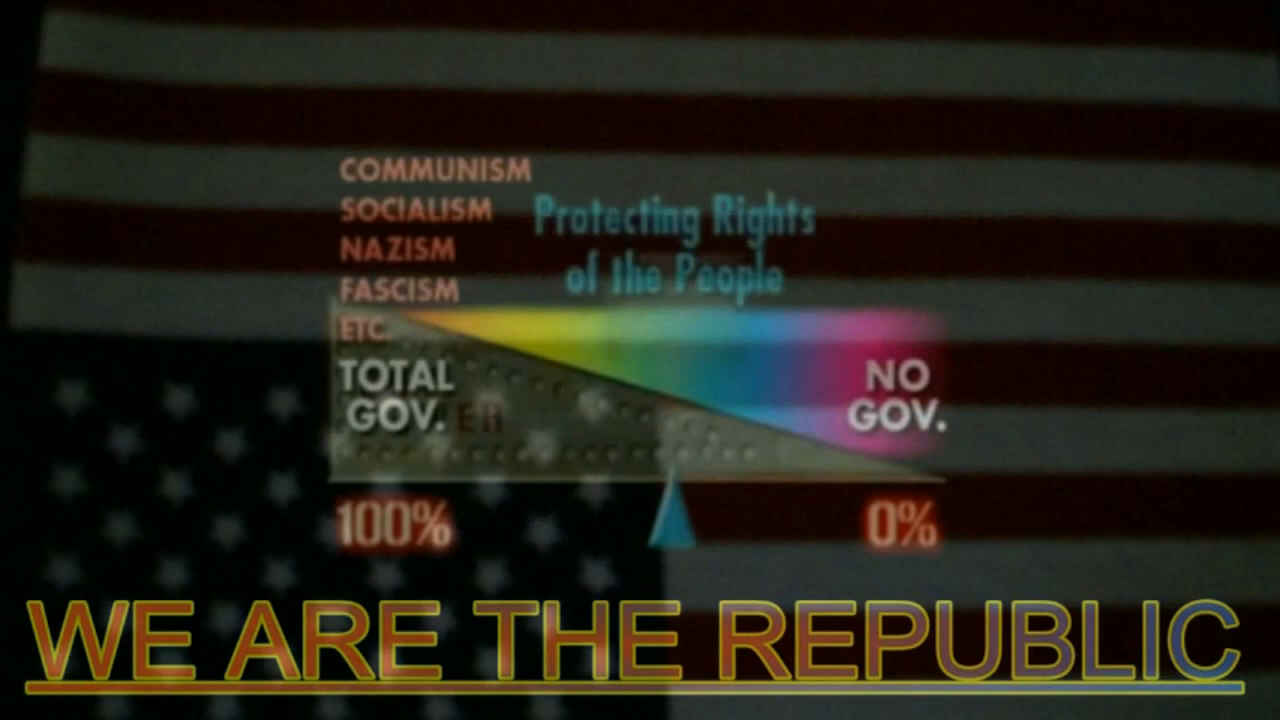 COMMUNISM
SOCIALISM
NAZISM
FASCISM
ETC.
Protecting Rights
of the People
TOTAL
GOV.
NO
GOV.
100%
0%
WE ARE THE REPUBLIC